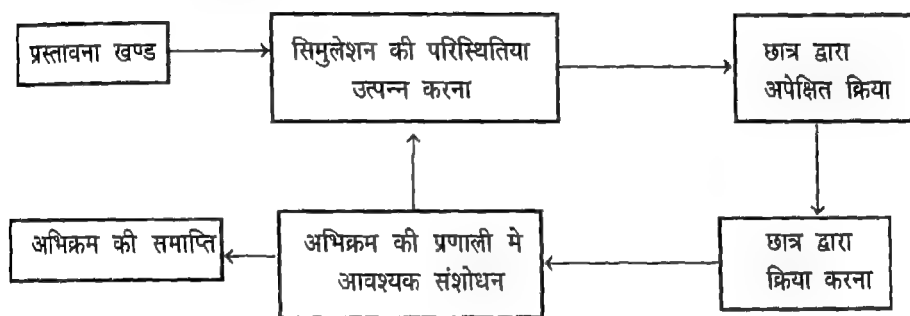 प्रस्तावना खण्ड
सिमुलेशन की परिस्थितिया
उत्पन्न करना
छात्र द्वारा
अपेक्षित क्रिया
अभिक्रम की समाप्ति
अभिक्रम की प्रणाली मे
आवश्यक संशोधन
छात्र द्वारा
क्रिया करना